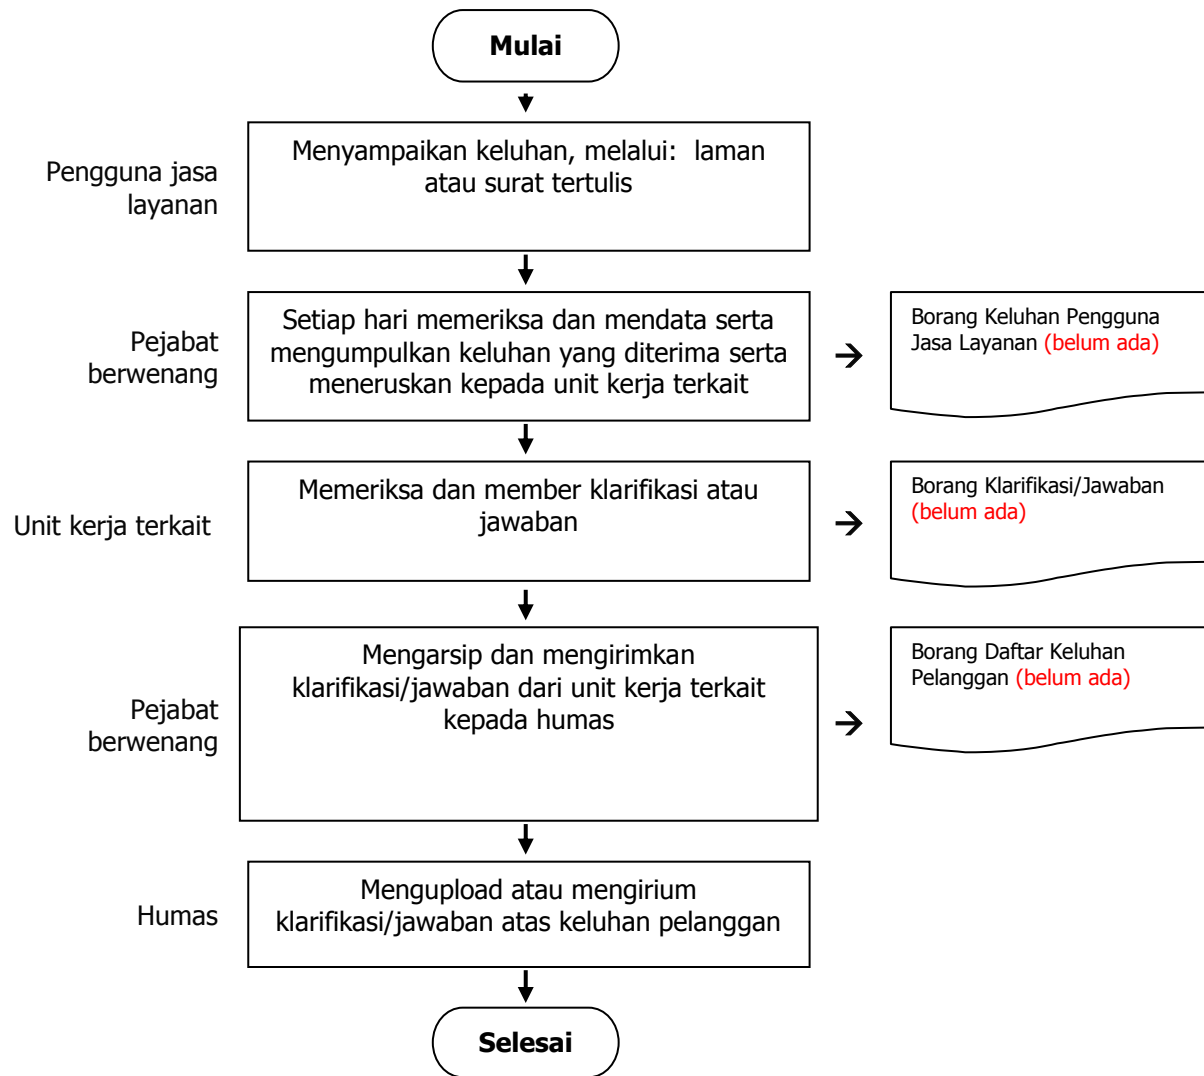 Mulai
Pengguna jasa
layanan
Menyampaikan keluhan, melalui:  laman
atau surat tertulis
Pejabat
berwenang
Setiap hari memeriksa dan mendata serta
mengumpulkan keluhan yang diterima serta
meneruskan kepada unit kerja terkait
Borang Keluhan Pengguna
Jasa Layanan (belum ada)
Unit kerja terkait
Memeriksa dan member klarifikasi atau
jawaban
Borang Klarifikasi/Jawaban
(belum ada)
Pejabat
berwenang
Mengarsip dan mengirimkan
klarifikasi/jawaban dari unit kerja terkait
kepada humas
Borang Daftar Keluhan
Pelanggan (belum ada)
Humas
Mengupload atau mengirium
klarifikasi/jawaban atas keluhan pelanggan
Selesai